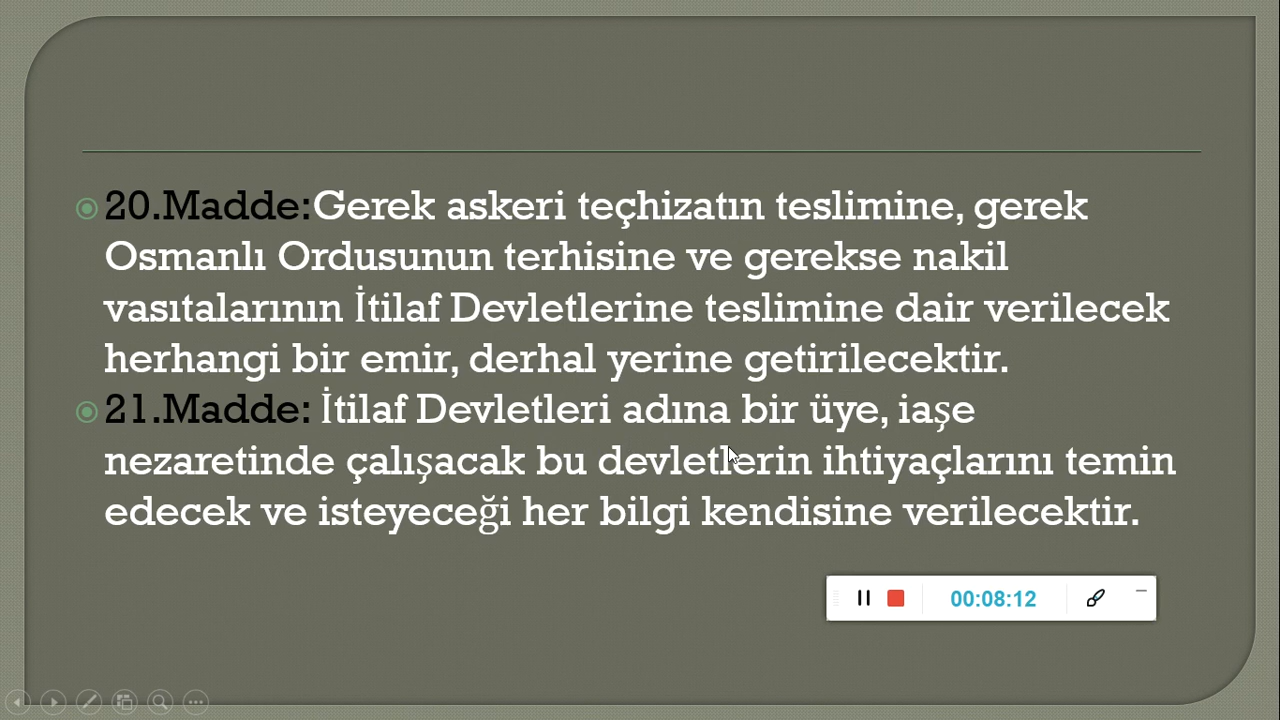 20.Madde:Gerek askeri teçhizatın teslimine, gerek
Osmanlı Ordusunun terhisine ve gerekse nakil
vasıtalarının İtilaf Devletlerine teslimine dair verilecek
herhangi bir emir, derhal yerine getirilecektir.
21.Madde: İtilaf Devletleri adına bir üye, iaşe
nezaretinde çalışacak bu devletlerin ihtiyaçlarını temin
edecek ve isteyeceği her bilgi kendisine verilecektir.
00:08:12